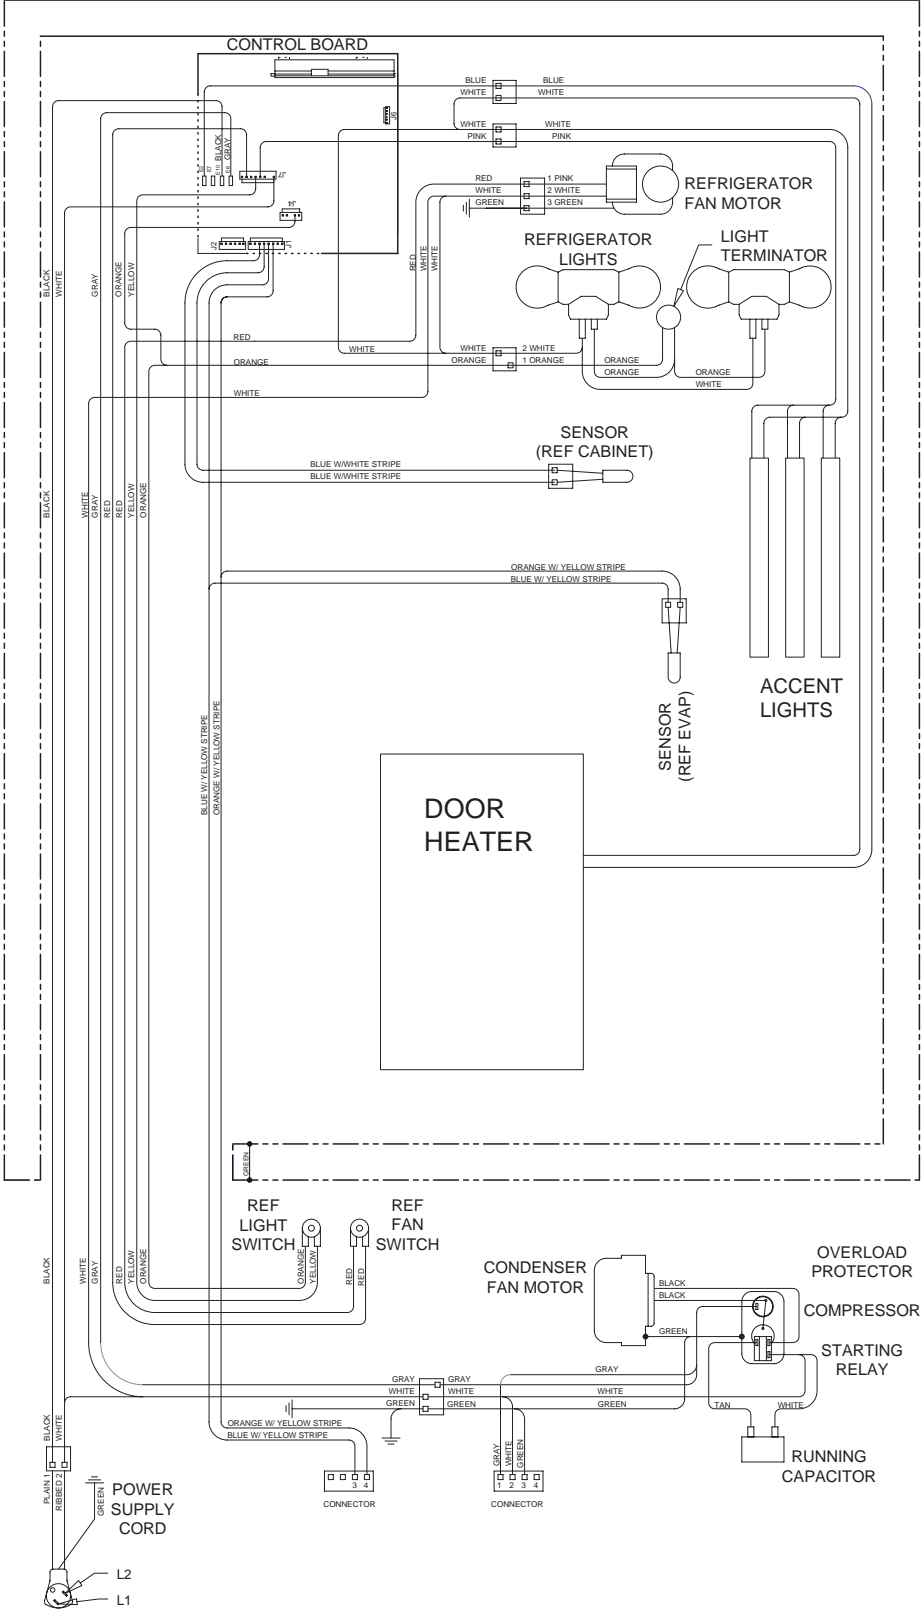 CONTROL BOARD
BLUE
BLUE
WHITE
WHITE
J6
WHITE
WHITE
PINK
PINK
BLACK
GRAY
E7
E10
E6
J7
J4
J2
J1
RED
1 PINK
WHITE
2 WHITE
GREEN
3 GREEN
REFRIGERATOR
FAN MOTOR
REFRIGERATOR
LIGHTS
LIGHT
TERMINATOR
BLACK
WHITE
GRAY
ORANGE
YELLOW
RED
WHITE
WHITE
RED
WHITE
WHITE
2 WHITE
ORANGE
ORANGE
1 ORANGE
ORANGE
ORANGE
ORANGE
WHITE
WHITE
SENSOR
(REF CABINET)
BLUE W/WHITE STRIPE
BLUE W/WHITE STRIPE
BLACK
WHITE
GRAY
RED
RED
YELLOW
ORANGE
ORANGE W/ YELLOW STRIPE
BLUE W/ YELLOW STRIPE
SENSOR
(REF EVAP)
ACCENT
LIGHTS
BLUE W/ YELLOW STRIPE
ORANGE W/ YELLOW STRIPE
DOOR
HEATER
GREEN
REF
LIGHT
SWITCH
REF
FAN
SWITCH
BLACK
WHITE
GRAY
RED
YELLOW
ORANGE
ORANGE
YELLOW
RED
RED
CONDENSER
FAN MOTOR
BLACK
BLACK
GREEN
OVERLOAD
PROTECTOR
COMPRESSOR
STARTING
RELAY
GRAY
GRAY
GRAY
WHITE
WHITE
WHITE
GREEN
GREEN
GREEN
TAN
WHITE
RUNNING
CAPACITOR
ORANGE W/ YELLOW STRIPE
BLUE W/ YELLOW STRIPE
3 4
CONNECTOR
GRAY
WHITE
GREEN
1 2 3 4
CONNECTOR
BLACK
WHITE
PLAIN 1
RIBBED 2
GREEN
POWER
SUPPLY
CORD
L2
L1